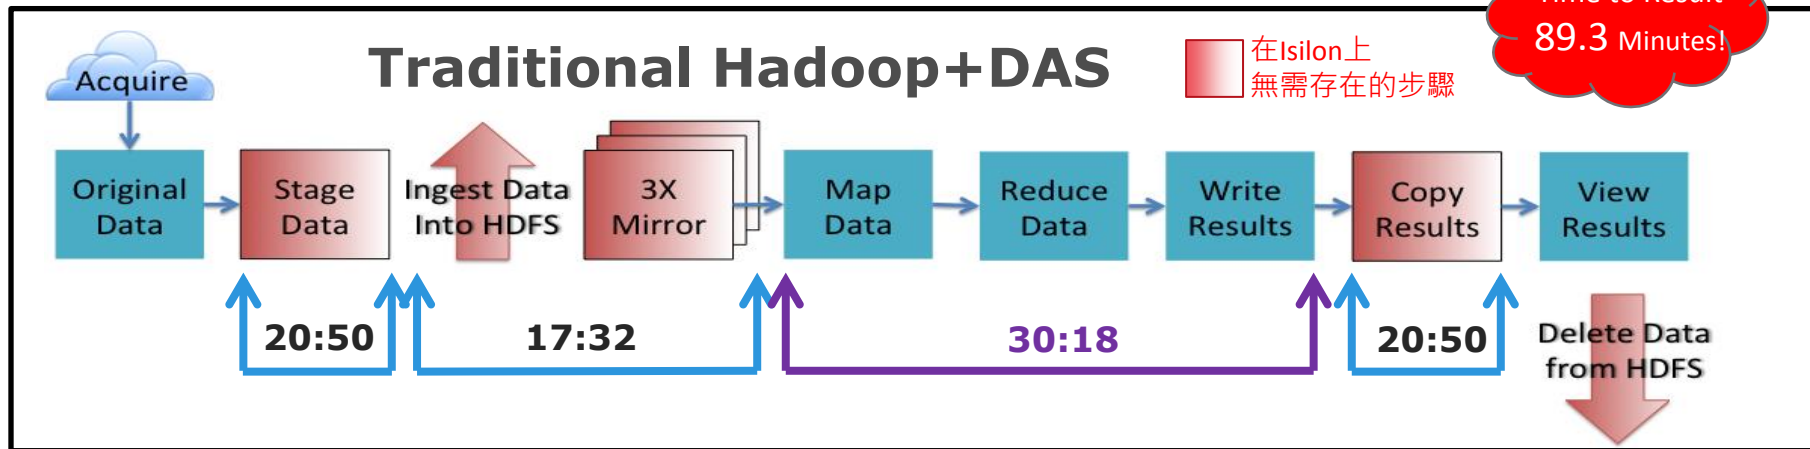 Time to Result
89.3 Minutes!
Traditional Hadoop+DAS
在Isilon上
無需存在的步驟
Acquire
Original
Data
Stage
Data
Ingest Data
Into HDFS
3X
Mirror
Map
Data
Reduce
Data
Write
Results
Copy
Results
View
Results
20:50
17:32
30:18
20:50
Delete Data
from HDFS